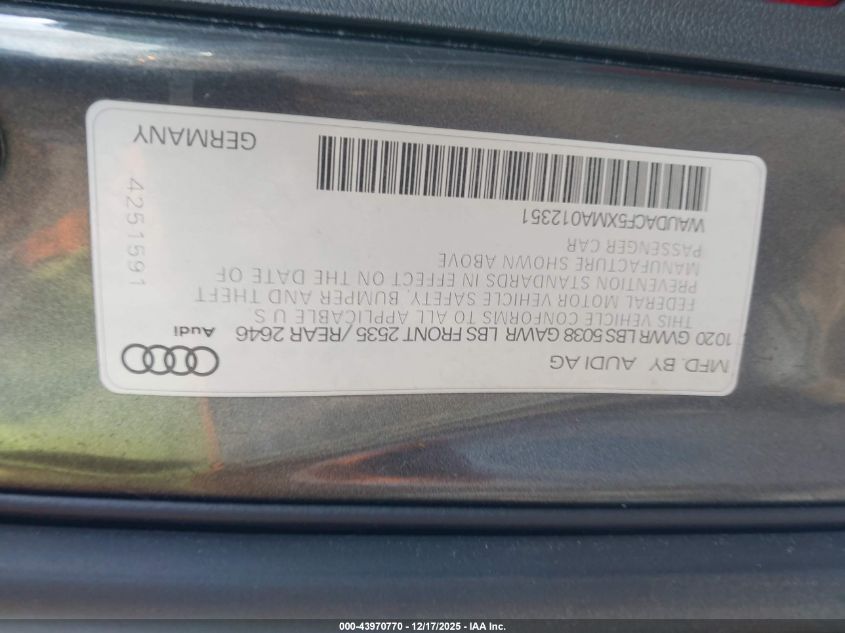 MFD. BY AUDI AG
Audi
10 20 GVWR LBS 5038 GAWR LBS FRONT 2535 / REAR 2646
THIS VEHICLE CONFORMS TO ALL APPLICABLE U S
FEDERAL MOTOR VEHICLE SAFETY, BUMPER AND THEFT
PREVENTION STANDARDS IN EFFECT ON THE DATE OF
MANUFACTURE SHOWN ABOVE
PASSENGER CAR
WAUDACF5XMA012351
GERMANY
4251591
000-43970770 - 12/17/2025 - IAA Inc.